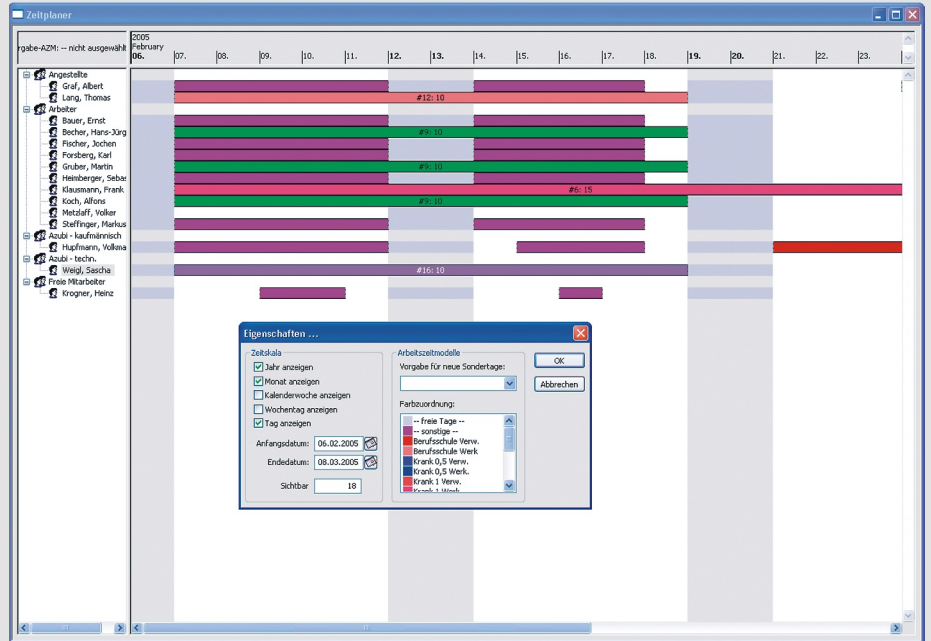 Zeitplaner
rgabe-AZM: -- nicht ausgewählt
2005
February
06. 07. 08. 09. 10. 11. 12. 13. 14. 15. 16. 17. 18. 19. 20. 21. 22. 23.
Angestellte
Graf, Albert
Lang, Thomas
#12: 10
Arbeiter
Bauer, Ernst
Becher, Hans-Jürg
#9: 10
Fischer, Jochen
Forsberg, Karl
Gruber, Martin
#9: 10
Heimberger, Sebas
Klausmann, Frank
#6: 15
Koch, Alfons
#9: 10
Metzlaff, Volker
Steffinger, Markus
Azubi - kaufmännisch
Hupfmann, Volkma
Azubi - techn.
Weigl, Sascha
#16: 10
Freie Mitarbeiter
Krogner, Heinz
Eigenschaften ...
Zeitskala
Jahr anzeigen
Monat anzeigen
Kalenderwoche anzeigen
Wochentag anzeigen
Tag anzeigen
Anfangsdatum: 06.02.2005
Endedatum: 08.03.2005
Sichtbar 18
Arbeitszeitmodelle
Vorgabe für neue Sondertage:
Farbzuordnung:
-- freie Tage --
-- sonstige --
Berufsschule Verw.
Berufsschule Werk
Krank 0,5 Verw.
Krank 0,5 Werk.
Krank 1 Verw.
Krank 1 Werk.
OK
Abbrechen